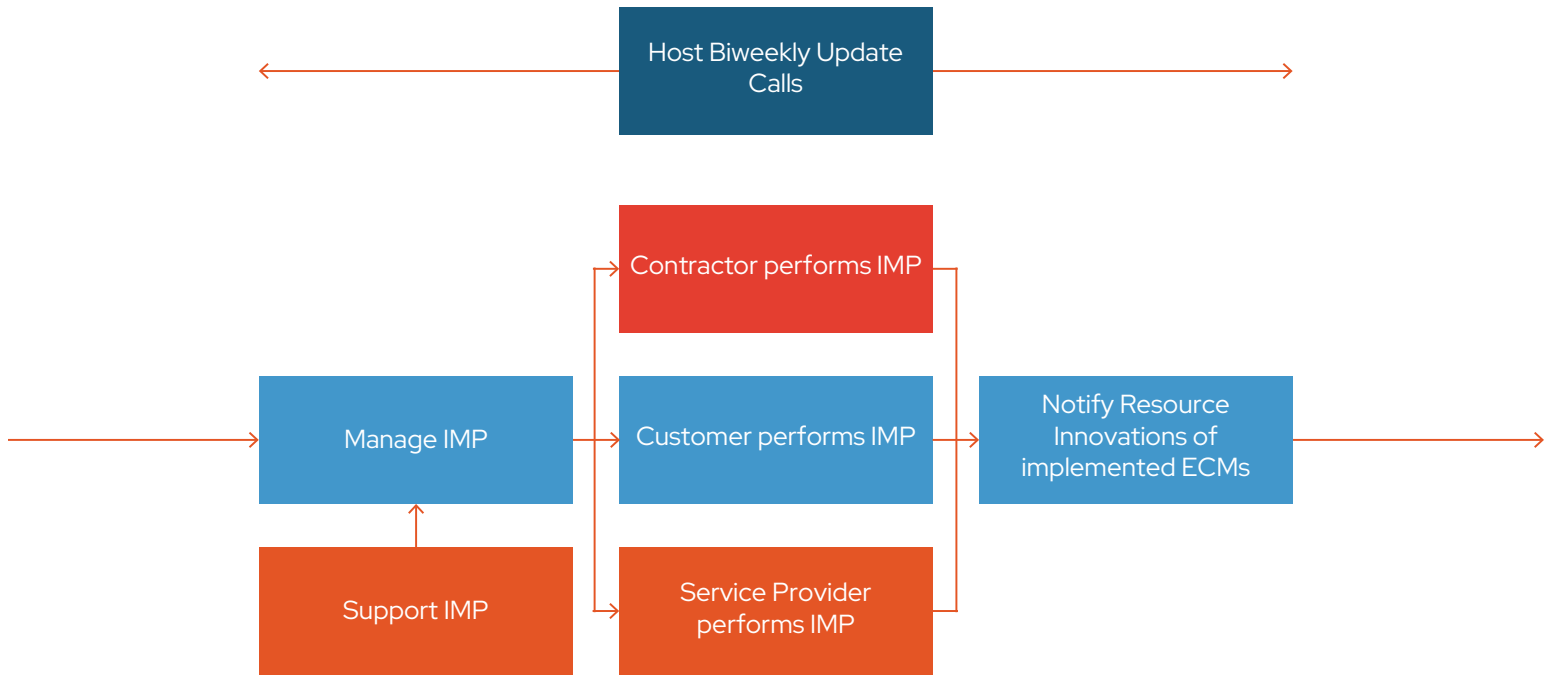 Host Biweekly Update
Calls
Contractor performs IMP
Manage IMP
Customer performs IMP
Notify Resource
Innovations of
implemented ECMs
Support IMP
Service Provider
performs IMP